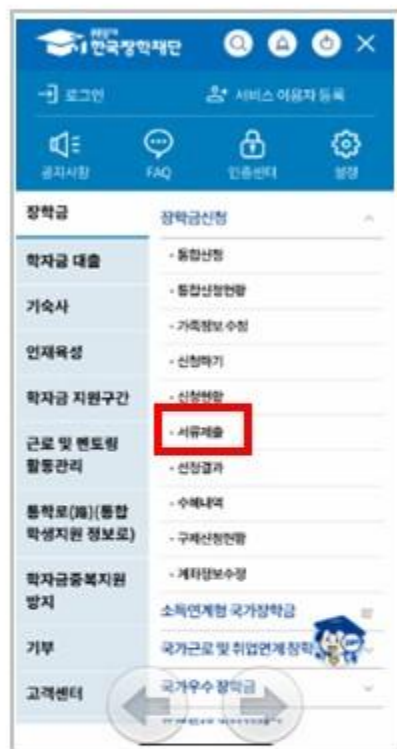 한국장학재단
로그인
서비스 이용자 등록
공지사항
FAQ
인증센터
설정
장학금
학자금 대출
기숙사
인재육성
학자금 지원구간
근로 및 멘토링
활동관리
통학로(路)(통합
학생지원 정보로)
학자금중복지원
방지
기부
고객센터
장학금신청
- 통합신청
- 통합신청현황
- 가족정보 수정
- 신청하기
- 신청현황
- 서류제출
- 선정결과
- 수혜내역
- 구제신청현황
- 계좌정보수정
소득연계형 국가장학금
국가근로 및 취업연계 장학
국가우수 장학금